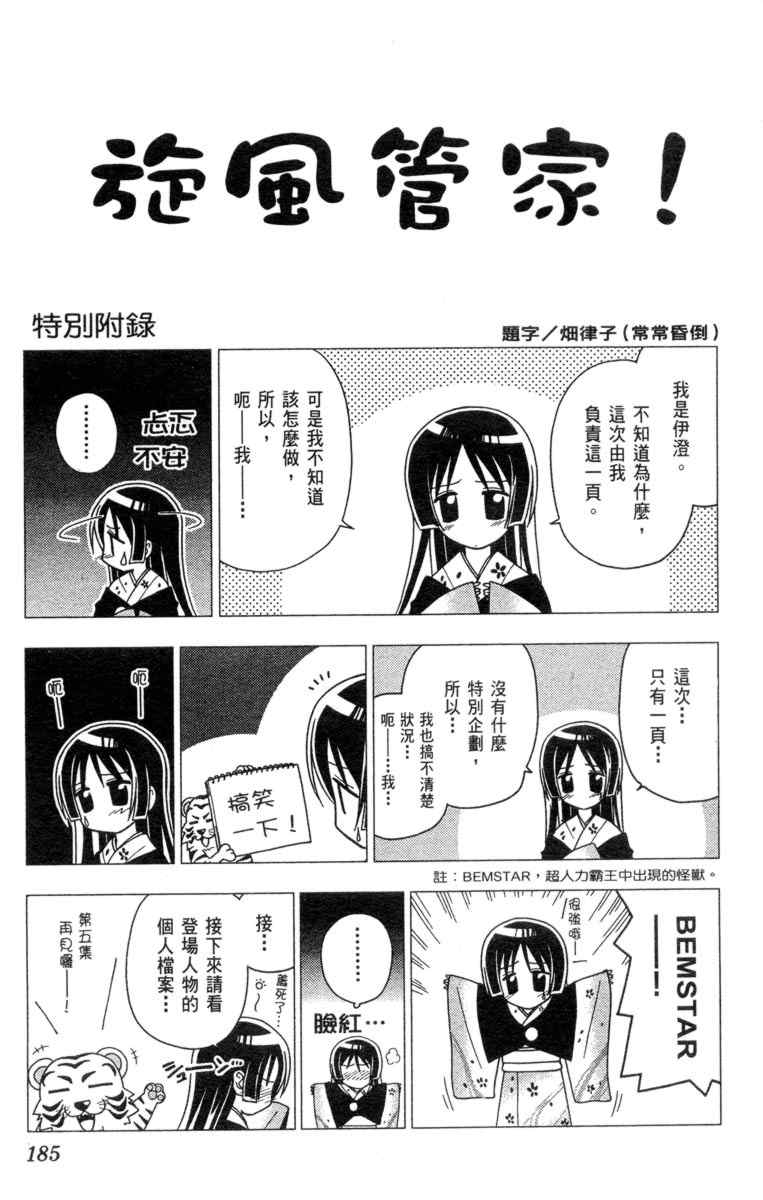 旋風管家！
特別附錄
題字／畑律子（常常昏倒）
我是伊澄。
不知道為什麼，
這次由我
負責這一頁。
可是我不知道
該怎麼做，
所以，
呃──我──……
………
忐忑
不安
這次…
只有一頁…
沒有什麼
特別企劃，
所以…
我也搞不清楚
狀況…
呃───我…
搞笑
一下！
呃──
呃──
註：BEMSTAR，超人力霸王中出現的怪獸。
BEMSTAR
──！
很強哦──
………
臉紅…
接…
接下來請看
登場人物的
個人檔案…
羞死了…
第五集
再見囉──！
185